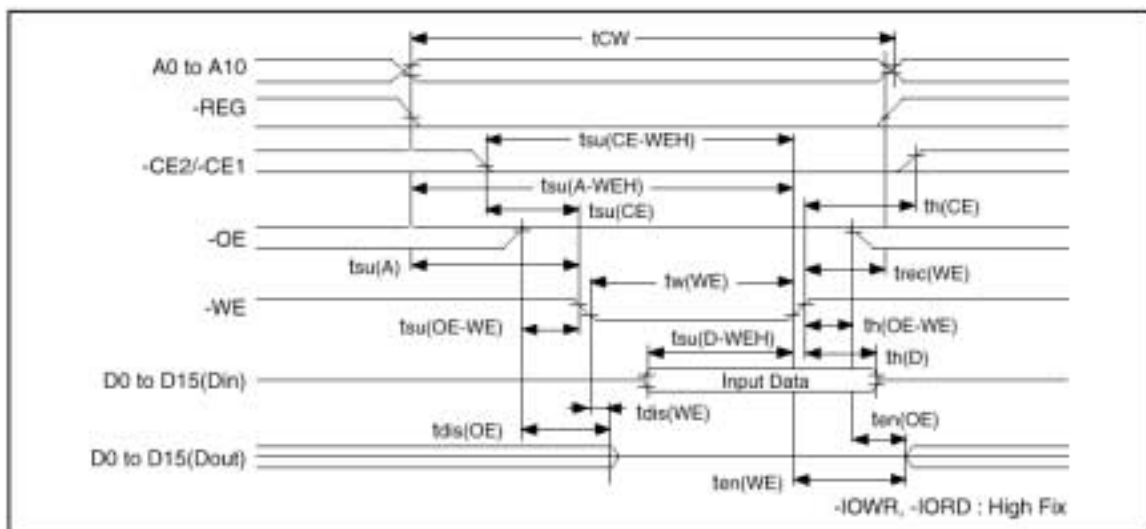 tCW
A0 to A10
-REG
tsu(CE-WEH)
-CE2/-CE1
tsu(A-WEH)
tsu(CE)
th(CE)
-OE
tsu(A)
trec(WE)
tw(WE)
-WE
tsu(OE-WE)
th(OE-WE)
tsu(D-WEH)
th(D)
D0 to D15(Din)
Input Data
tdis(WE)
tdis(OE)
ten(OE)
D0 to D15(Dout)
ten(WE)
-IOWR, -IORD : High Fix